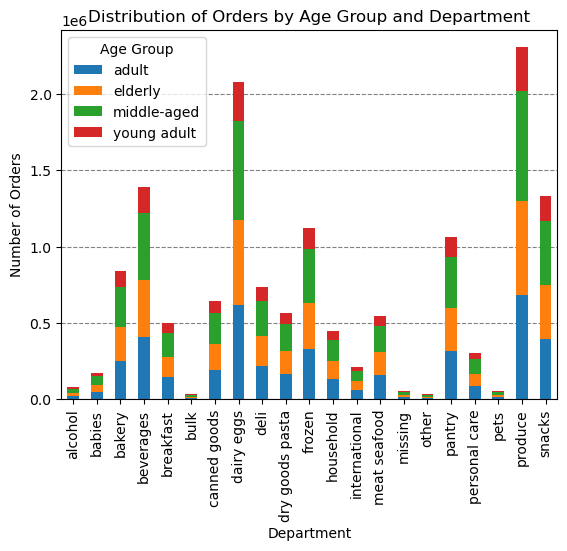 Distribution of Orders by Age Group and Department
1e6
Age Group
adult
elderly
middle-aged
young adult
Number of Orders
2.0
1.5
1.0
0.5
0.0
alcohol
babies
bakery
beverages
breakfast
bulk
canned goods
dairy eggs
deli
dry goods pasta
frozen
household
international
meat seafood
missing
other
pantry
personal care
pets
produce
snacks
Department